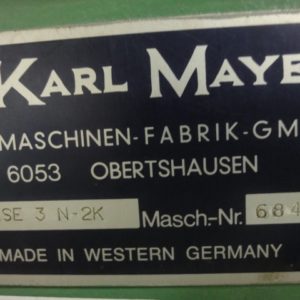 KARL MAYE
MASCHINEN-FABRIK-GM
6053 OBERTSHAUSEN
SE 3 N-2K Masch-Nr. 684
MADE IN WESTERN GERMANY